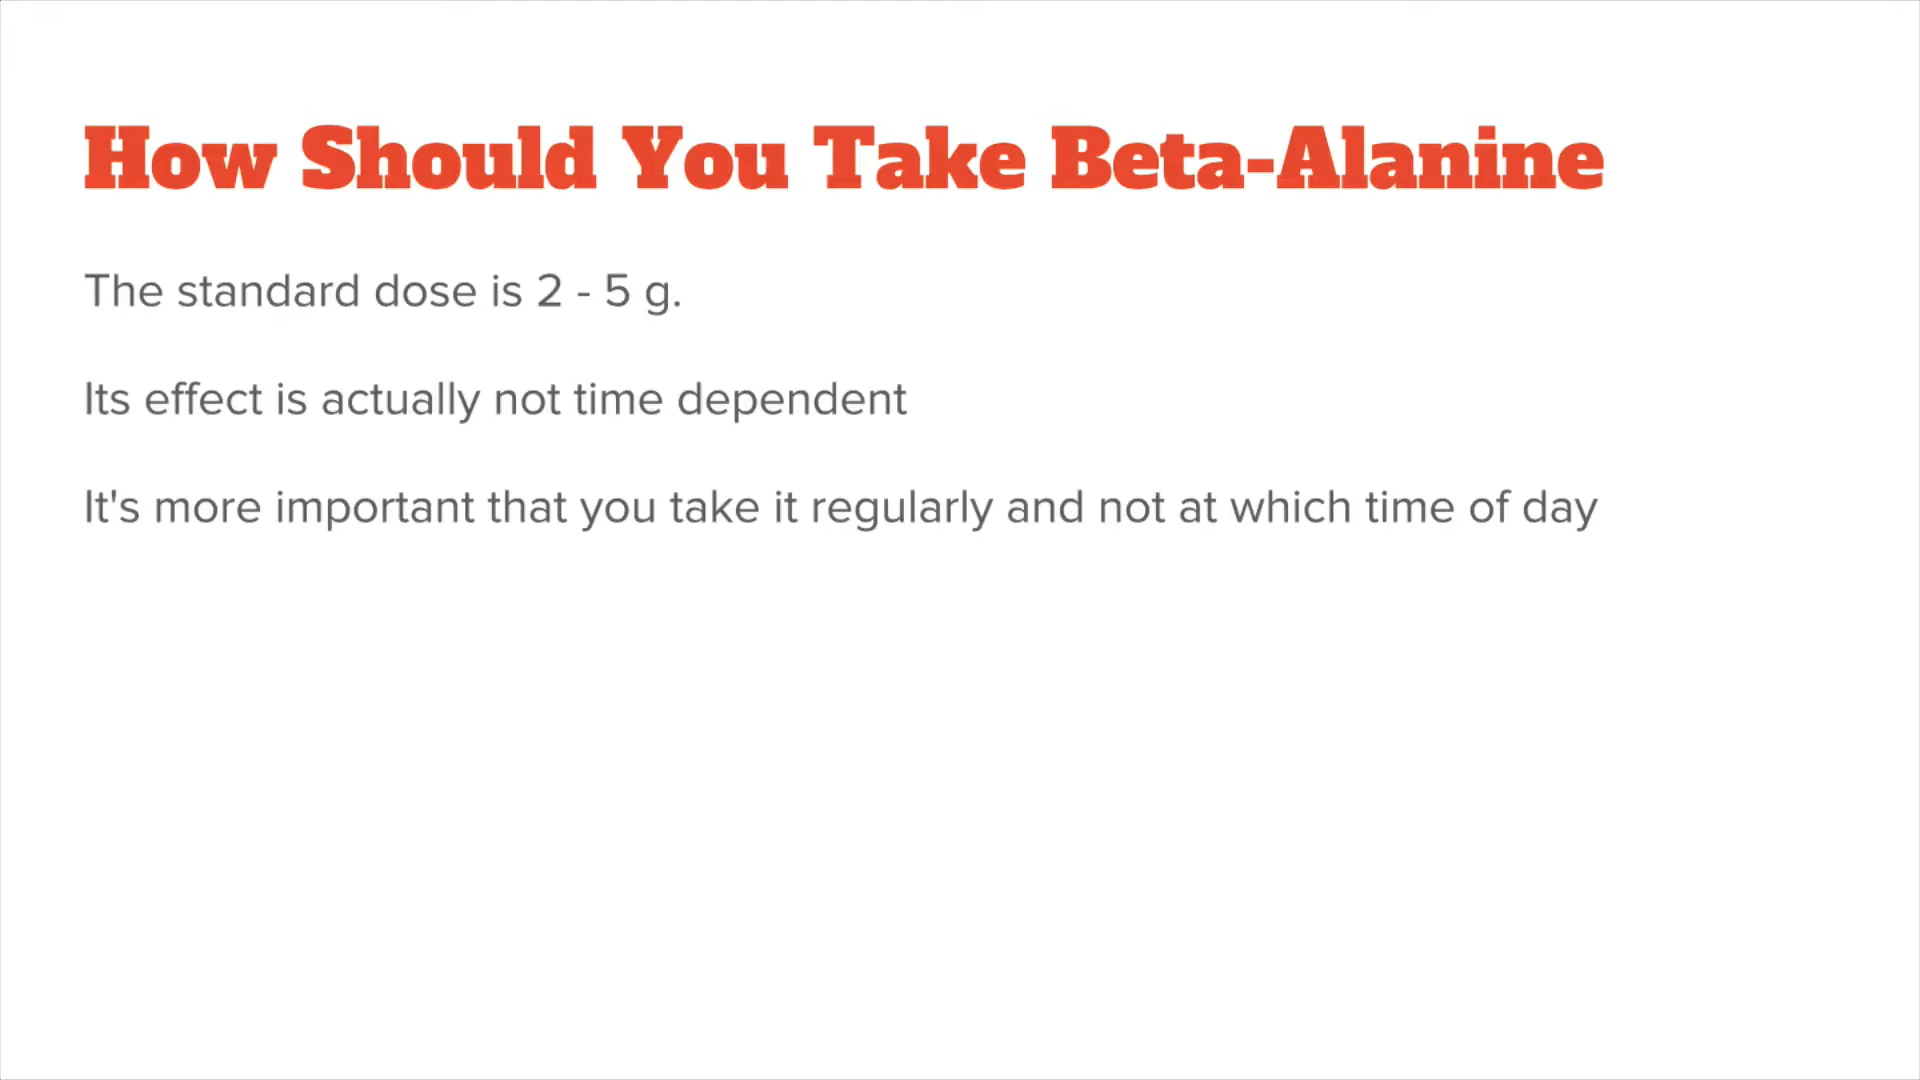 How Should You Take Beta-Alanine
The standard dose is 2 - 5 g.
Its effect is actually not time dependent
It's more important that you take it regularly and not at which time of day